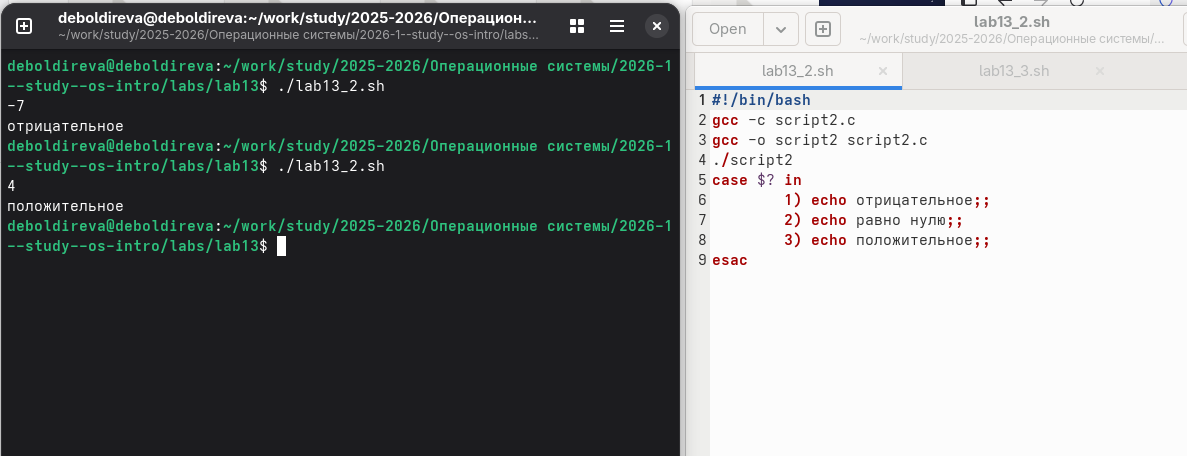 deboldireva@deboldireva:~/work/study/2025-2026/Операцион...
~/work/study/2025-2026/Операционные системы/2026-1--study--os-intro/labs...
deboldireva@deboldireva:~/work/study/2025-2026/Операционные системы/2026-1
--study--os-intro/labs/lab13$ ./lab13_2.sh
-7
отрицательное
deboldireva@deboldireva:~/work/study/2025-2026/Операционные системы/2026-1
--study--os-intro/labs/lab13$ ./lab13_2.sh
4
положительное
deboldireva@deboldireva:~/work/study/2025-2026/Операционные системы/2026-1
--study--os-intro/labs/lab13$
Open
lab13_2.sh
~/work/study/2025-2026/Операционные системы/...
lab13_2.sh
lab13_3.sh
1 #!/bin/bash
2 gcc -c script2.c
3 gcc -o script2 script2.c
4 ./script2
5 case $? in
6 1) echo отрицательное;;
7 2) echo равно нулю;;
8 3) echo положительное;;
9 esac